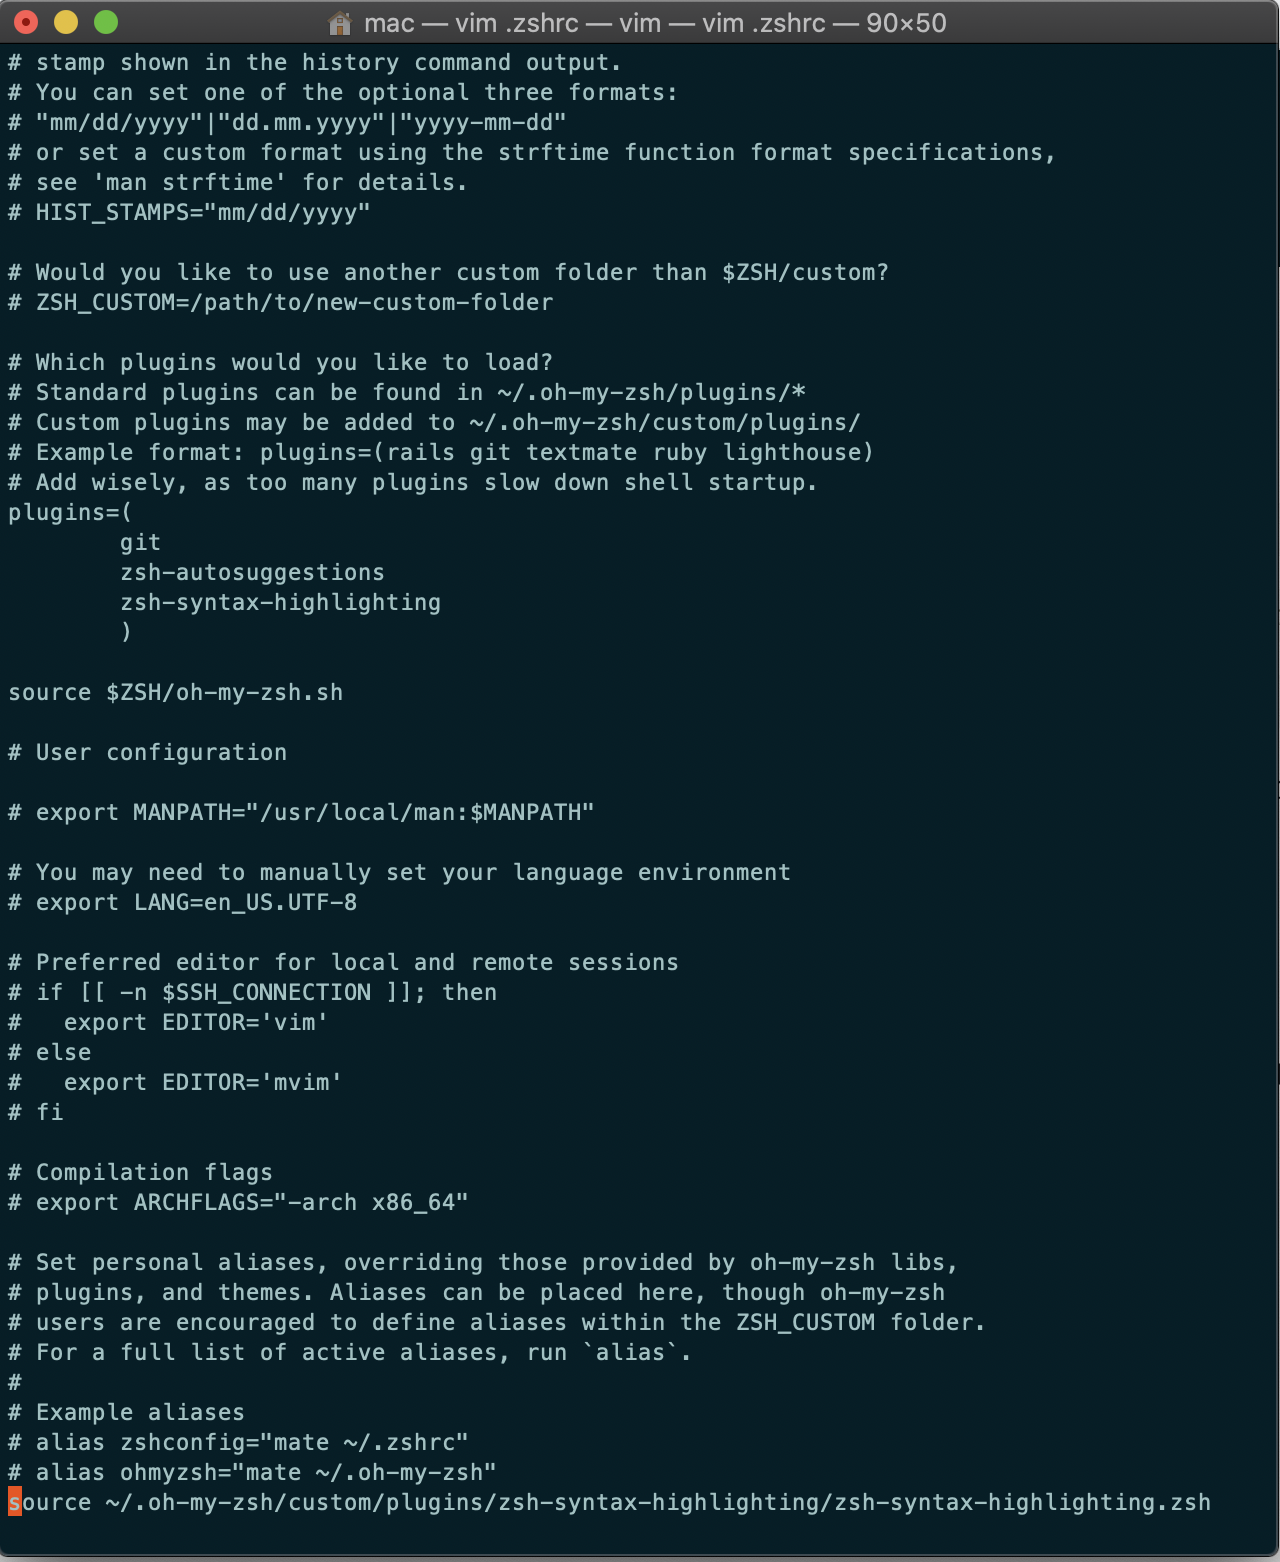 mac — vim .zshrc — vim — vim .zshrc — 90×50
# stamp shown in the history command output.
# You can set one of the optional three formats:
# "mm/dd/yyyy"|"dd.mm.yyyy"|"yyyy-mm-dd"
# or set a custom format using the strftime function format specifications,
# see 'man strftime' for details.
# HIST_STAMPS="mm/dd/yyyy"

# Would you like to use another custom folder than $ZSH/custom?
# ZSH_CUSTOM=/path/to/new-custom-folder

# Which plugins would you like to load?
# Standard plugins can be found in ~/.oh-my-zsh/plugins/*
# Custom plugins may be added to ~/.oh-my-zsh/custom/plugins/
# Example format: plugins=(rails git textmate ruby lighthouse)
# Add wisely, as too many plugins slow down shell startup.
plugins=(
        git
        zsh-autosuggestions
        zsh-syntax-highlighting
        )

source $ZSH/oh-my-zsh.sh

# User configuration

# export MANPATH="/usr/local/man:$MANPATH"

# You may need to manually set your language environment
# export LANG=en_US.UTF-8

# Preferred editor for local and remote sessions
# if [[ -n $SSH_CONNECTION ]]; then
#   export EDITOR='vim'
# else
#   export EDITOR='mvim'
# fi

# Compilation flags
# export ARCHFLAGS="-arch x86_64"

# Set personal aliases, overriding those provided by oh-my-zsh libs,
# plugins, and themes. Aliases can be placed here, though oh-my-zsh
# users are encouraged to define aliases within the ZSH_CUSTOM folder.
# For a full list of active aliases, run `alias`.
#
# Example aliases
# alias zshconfig="mate ~/.zshrc"
# alias ohmyzsh="mate ~/.oh-my-zsh"
source ~/.oh-my-zsh/custom/plugins/zsh-syntax-highlighting/zsh-syntax-highlighting.zsh